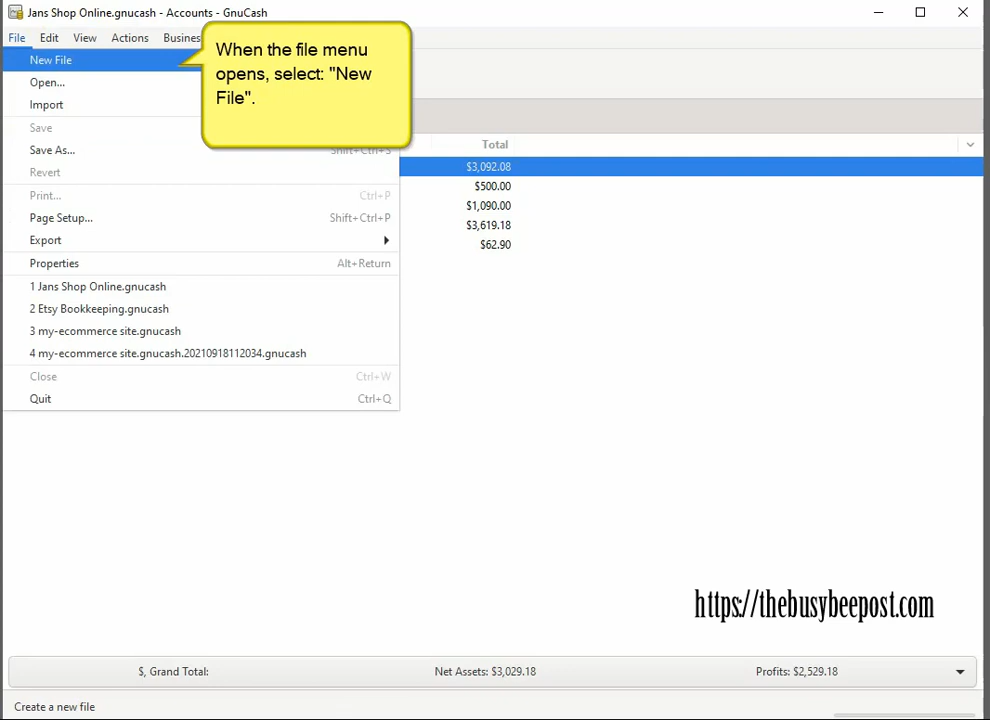 Jans Shop Online.gnucash - Accounts - GnuCash
File Edit View Actions
When the file menu
opens, select: "New
File".
New File
Open...
Import
Save
Save As... Shift+Ctrl+S
Revert
Print... Ctrl+P
Page Setup... Shift+Ctrl+P
Export
Properties Alt+Return
1 Jans Shop Online.gnucash
2 Etsy Bookkeeping.gnucash
3 my-ecommerce site.gnucash
4 my-ecommerce site.gnucash.20210918112034.gnucash
Close Ctrl+W
Quit Ctrl+Q
Total
$3,092.08
$500.00
$1,090.00
$3,619.18
$62.90
https://thebusybeepost.com
$, Grand Total: Net Assets: $3,029.18 Profits: $2,529.18
Create a new file